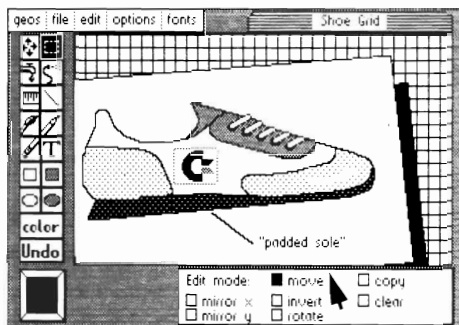 geos file edit options fonts
Shoe Grid
T
color
Undo
"padded sole"
Edit mode: move copy
mirror x invert clear
mirror y rotate